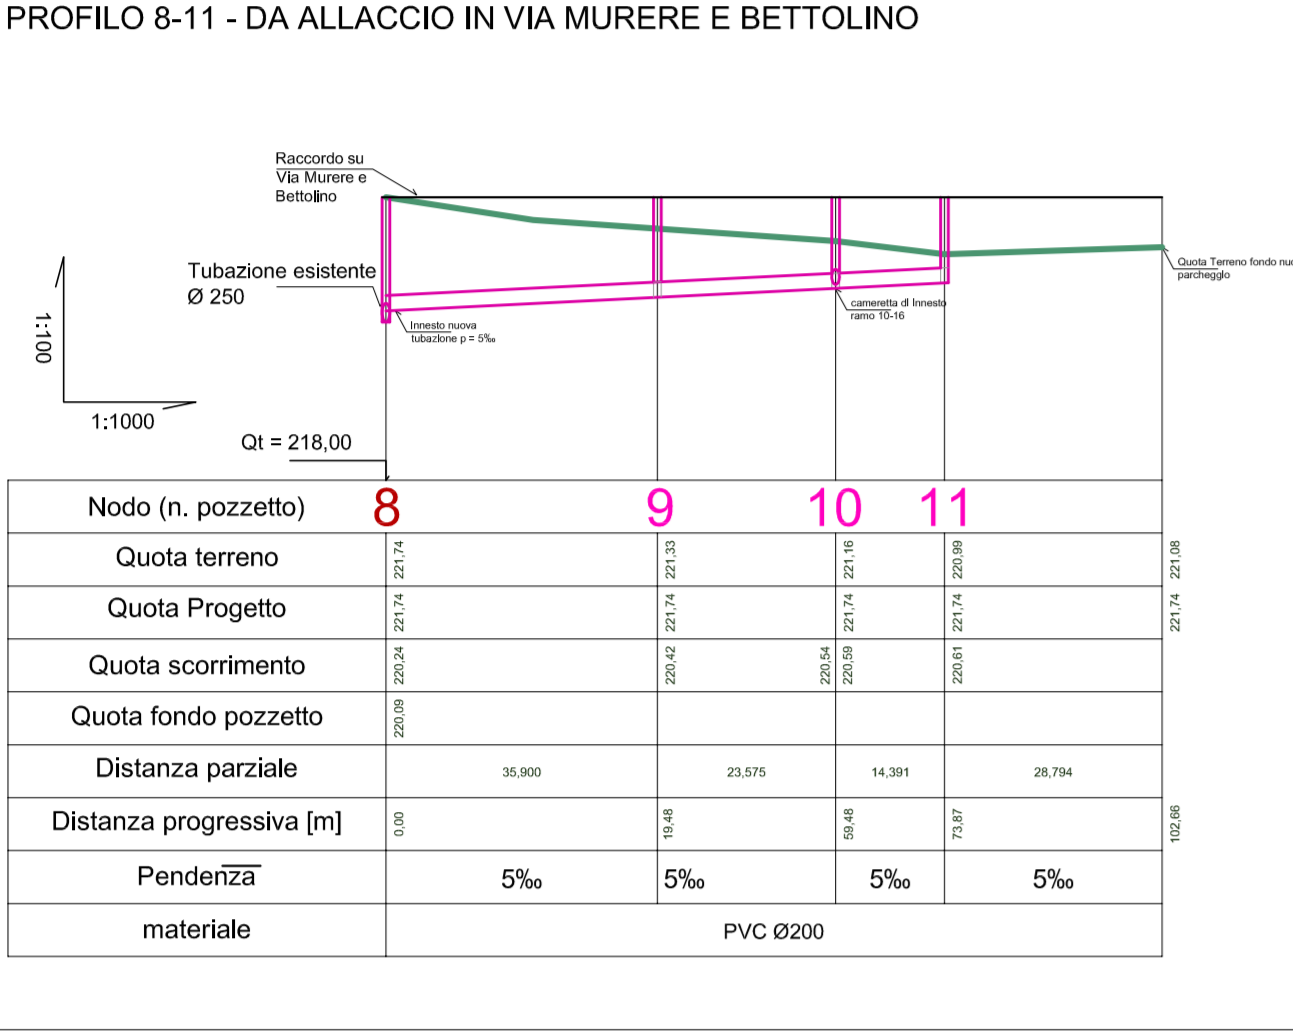 PROFILO 8-11 - DA ALLACCIO IN VIA MURERE E BETTOLINO
Raccordo su
Via Murere e
Bettolino
Tubazione esistente
Ø 250
Innesto nuova
tubazione p = 5‰
cameretta di Innesto
ramo 10-16
Quota Terreno fondo nuo
parcheggio
1:100
1:1000
Qt = 218,00
Nodo (n. pozzetto) 8 9 10 11
Quota terreno 221,74 221,33 221,16 220,99 221,08
Quota Progetto 221,74 221,74 221,74 221,74 221,74
Quota scorrimento 220,24 220,42 220,54 220,59 220,61
Quota fondo pozzetto 220,09
Distanza parziale 35,900 23,575 14,391 28,794
Distanza progressiva [m] 0,00 19,48 59,48 73,87 102,66
Pendenza 5‰ 5‰ 5‰ 5‰
materiale PVC Ø200